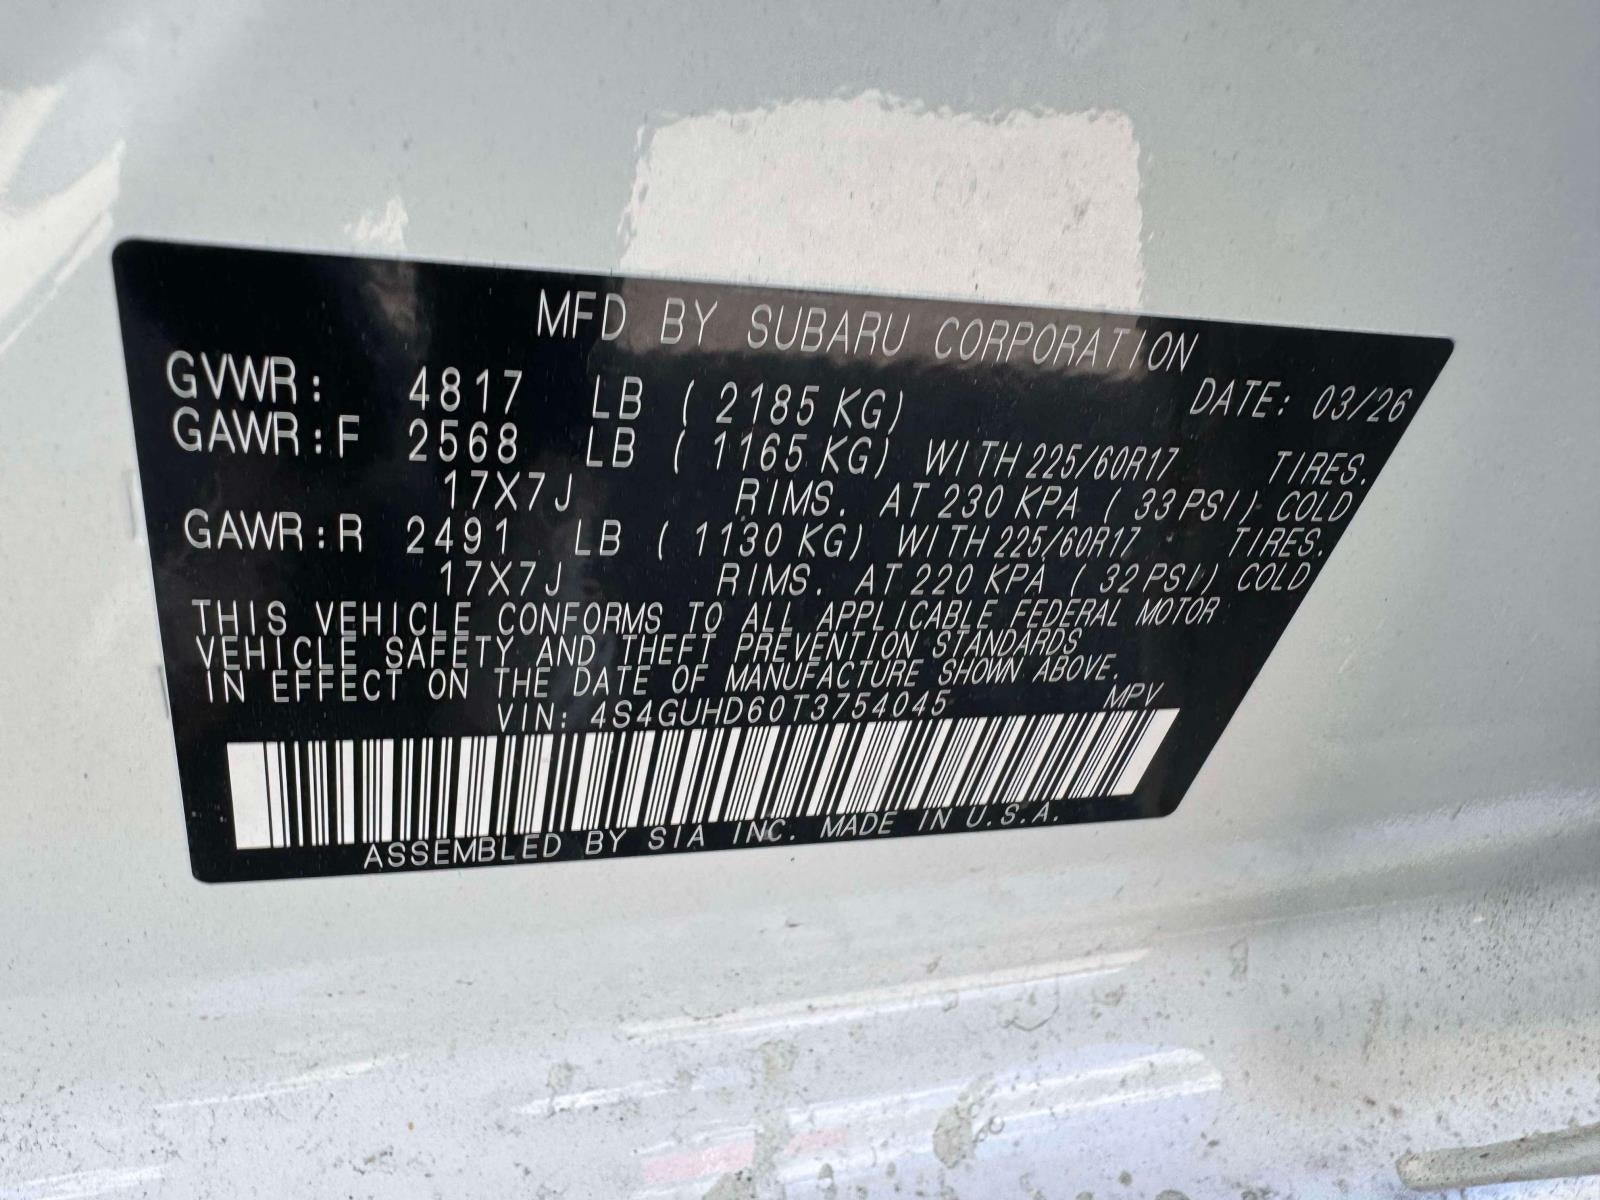 MFD BY SUBARU CORPORATION
GVWR: 4817 LB ( 2185 KG) DATE: 03/26
GAWR:F 2568 LB ( 1165 KG) WITH 225/60R17 TIRES.
17X7J RIMS. AT 230 KPA ( 33 PSI) COLD
GAWR:R 2491 LB ( 1130 KG) WITH 225/60R17 TIRES.
17X7J RIMS. AT 220 KPA ( 32 PSI) COLD
THIS VEHICLE CONFORMS TO ALL APPLICABLE FEDERAL MOTOR
VEHICLE SAFETY AND THEFT PREVENTION STANDARDS
IN EFFECT ON THE DATE OF MANUFACTURE SHOWN ABOVE.
VIN: 4S4GUHD60T3754045 MPV
ASSEMBLED BY SIA INC. MADE IN U.S.A.